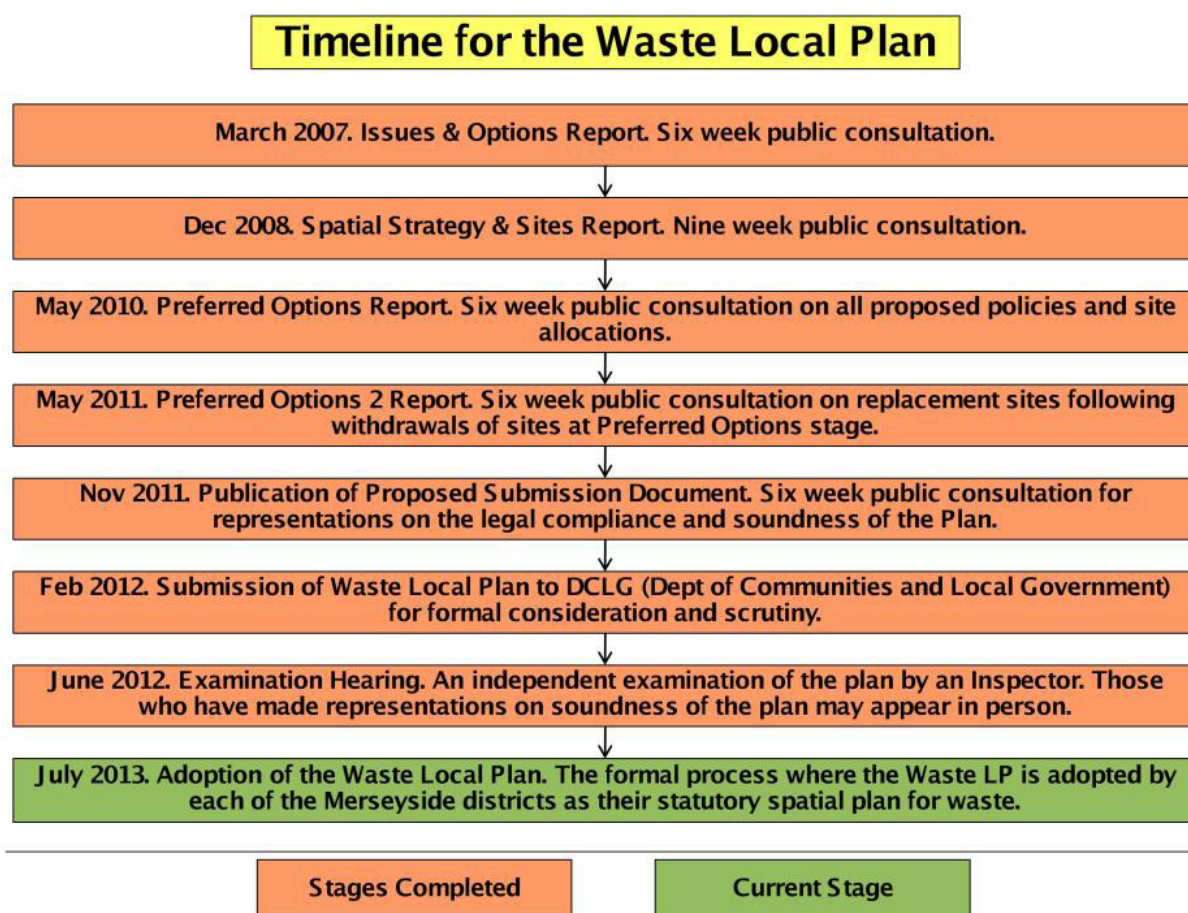 Timeline for the Waste Local Plan
March 2007. Issues & Options Report. Six week public consultation.
Dec 2008. Spatial Strategy & Sites Report. Nine week public consultation.
May 2010. Preferred Options Report. Six week public consultation on all proposed policies and site
allocations.
May 2011. Preferred Options 2 Report. Six week public consultation on replacement sites following
withdrawals of sites at Preferred Options stage.
Nov 2011. Publication of Proposed Submission Document. Six week public consultation for
representations on the legal compliance and soundness of the Plan.
Feb 2012. Submission of Waste Local Plan to DCLG (Dept of Communities and Local Government)
for formal consideration and scrutiny.
June 2012. Examination Hearing. An independent examination of the plan by an Inspector. Those
who have made representations on soundness of the plan may appear in person.
July 2013. Adoption of the Waste Local Plan. The formal process where the Waste LP is adopted by
each of the Merseyside districts as their statutory spatial plan for waste.
Stages Completed
Current Stage